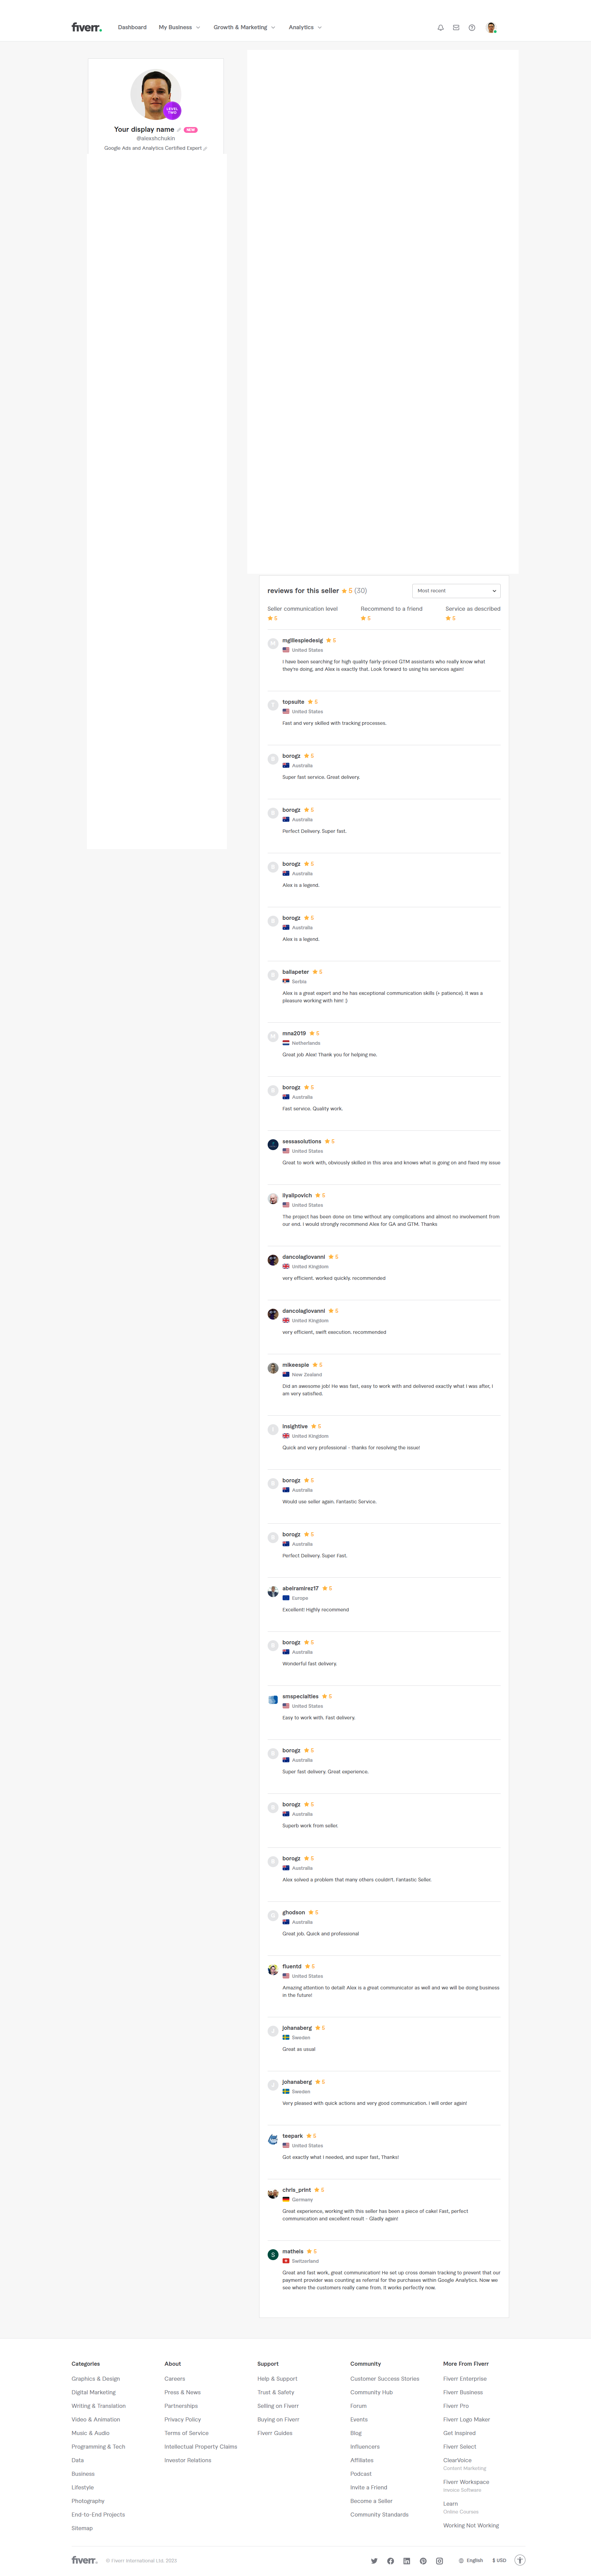 fiverr.
Dashboard My Business Growth & Marketing Analytics
LEVEL TWO
Your display name NEW
@alexshchukin
Google Ads and Analytics Certified Expert
reviews for this seller 5 (30)
Most recent
Seller communication level Recommend to a friend Service as described
5 5 5
mgillespiedesig 5
United States
I have been searching for high quality fairly-priced GTM assistants who really know what
they're doing, and Alex is exactly that. Look forward to using his services again!
topsuite 5
United States
Fast and very skilled with tracking processes.
borogz 5
Australia
Super fast service. Great delivery.
borogz 5
Australia
Perfect Delivery. Super fast.
borogz 5
Australia
Alex is a legend.
borogz 5
Australia
Alex is a legend.
ballapeter 5
Serbia
Alex is a great expert and he has exceptional communication skills (+ patience). It was a
pleasure working with him! :)
mna2019 5
Netherlands
Great job Alex! Thank you for helping me.
borogz 5
Australia
Fast service. Quality work.
sessasolutions 5
United States
Great to work with, obviously skilled in this area and knows what is going on and fixed my issue
ilyalipovich 5
United States
The project has been done on time without any complications and almost no involvement from
our end. I would strongly recommend Alex for GA and GTM. Thanks
dancolagiovanni 5
United Kingdom
very efficient. worked quickly. recommended
dancolagiovanni 5
United Kingdom
very efficient, swift execution. recommended
mikeespie 5
New Zealand
Did an awesome job! He was fast, easy to work with and delivered exactly what I was after, I
am very satisfied.
insightive 5
United Kingdom
Quick and very professional - thanks for resolving the issue!
borogz 5
Australia
Would use seller again. Fantastic Service.
borogz 5
Australia
Perfect Delivery. Super Fast.
abelramirez17 5
Europe
Excellent! Highly recommend
borogz 5
Australia
Wonderful fast delivery.
smspecialties 5
United States
Easy to work with. Fast delivery.
borogz 5
Australia
Super fast delivery. Great experience.
borogz 5
Australia
Superb work from seller.
borogz 5
Australia
Alex solved a problem that many others couldn't. Fantastic Seller.
ghodson 5
Australia
Great job. Quick and professional
fluentd 5
United States
Amazing attention to detail! Alex is a great communicator as well and we will be doing business
in the future!
johansberg 5
Sweden
Great as usual
johansberg 5
Sweden
Very pleased with quick actions and very good communication. I will order again!
teepark 5
United States
Got exactly what I needed, and super fast, Thanks!
chris_print 5
Germany
Great experience, working with this seller has been a piece of cake! Fast, perfect
communication and excellent result - Gladly again!
S
matheis 5
Switzerland
Great and fast work, great communication! He set up cross domain tracking to prevent that our
payment provider was counting as referral for the purchases within Google Analytics. Now we
see where the customers really came from. It works perfectly now.
Categories About Support Community More From Fiverr
Graphics & Design Careers Help & Support Customer Success Stories Fiverr Enterprise
Digital Marketing Press & News Trust & Safety Community Hub Fiverr Business
Writing & Translation Partnerships Selling on Fiverr Forum Fiverr Pro
Video & Animation Privacy Policy Buying on Fiverr Events Fiverr Logo Maker
Music & Audio Terms of Service Fiverr Guides Blog Get Inspired
Programming & Tech Intellectual Property Claims Influencers Fiverr Select
Data Investor Relations Affiliates ClearVoice
Content Marketing
Business Podcast Fiverr Workspace
Invoice Software
Lifestyle Invite a Friend Learn
Online Courses
Photography Become a Seller Working Not Working
End-to-End Projects Community Standards
Sitemap
fiverr. © Fiverr International Ltd. 2023 English $ USD